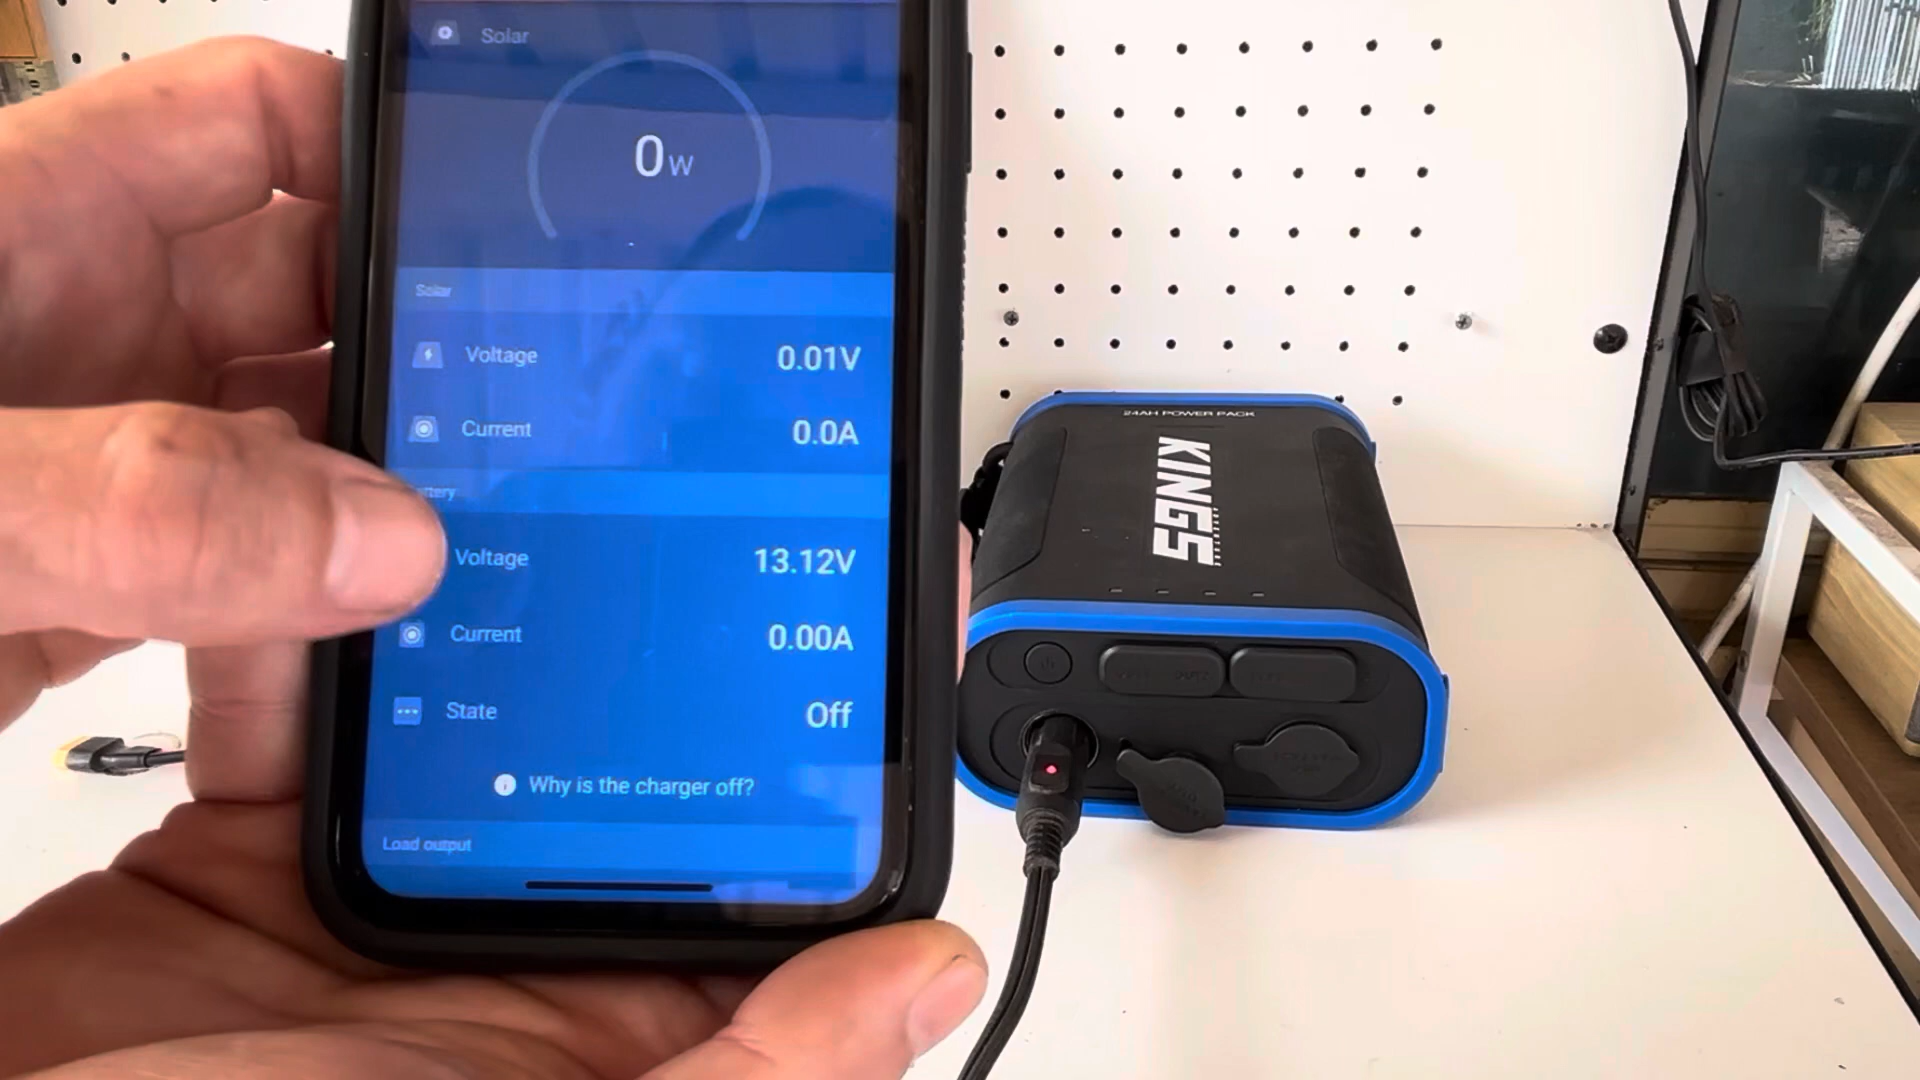 Solar
0W
Solar
Voltage 0.01V
Current 0.0A
ttery
Voltage 13.12V
Current 0.00A
State Off
Why is the charger off?
Load output
24AH POWER PACK
KINGS